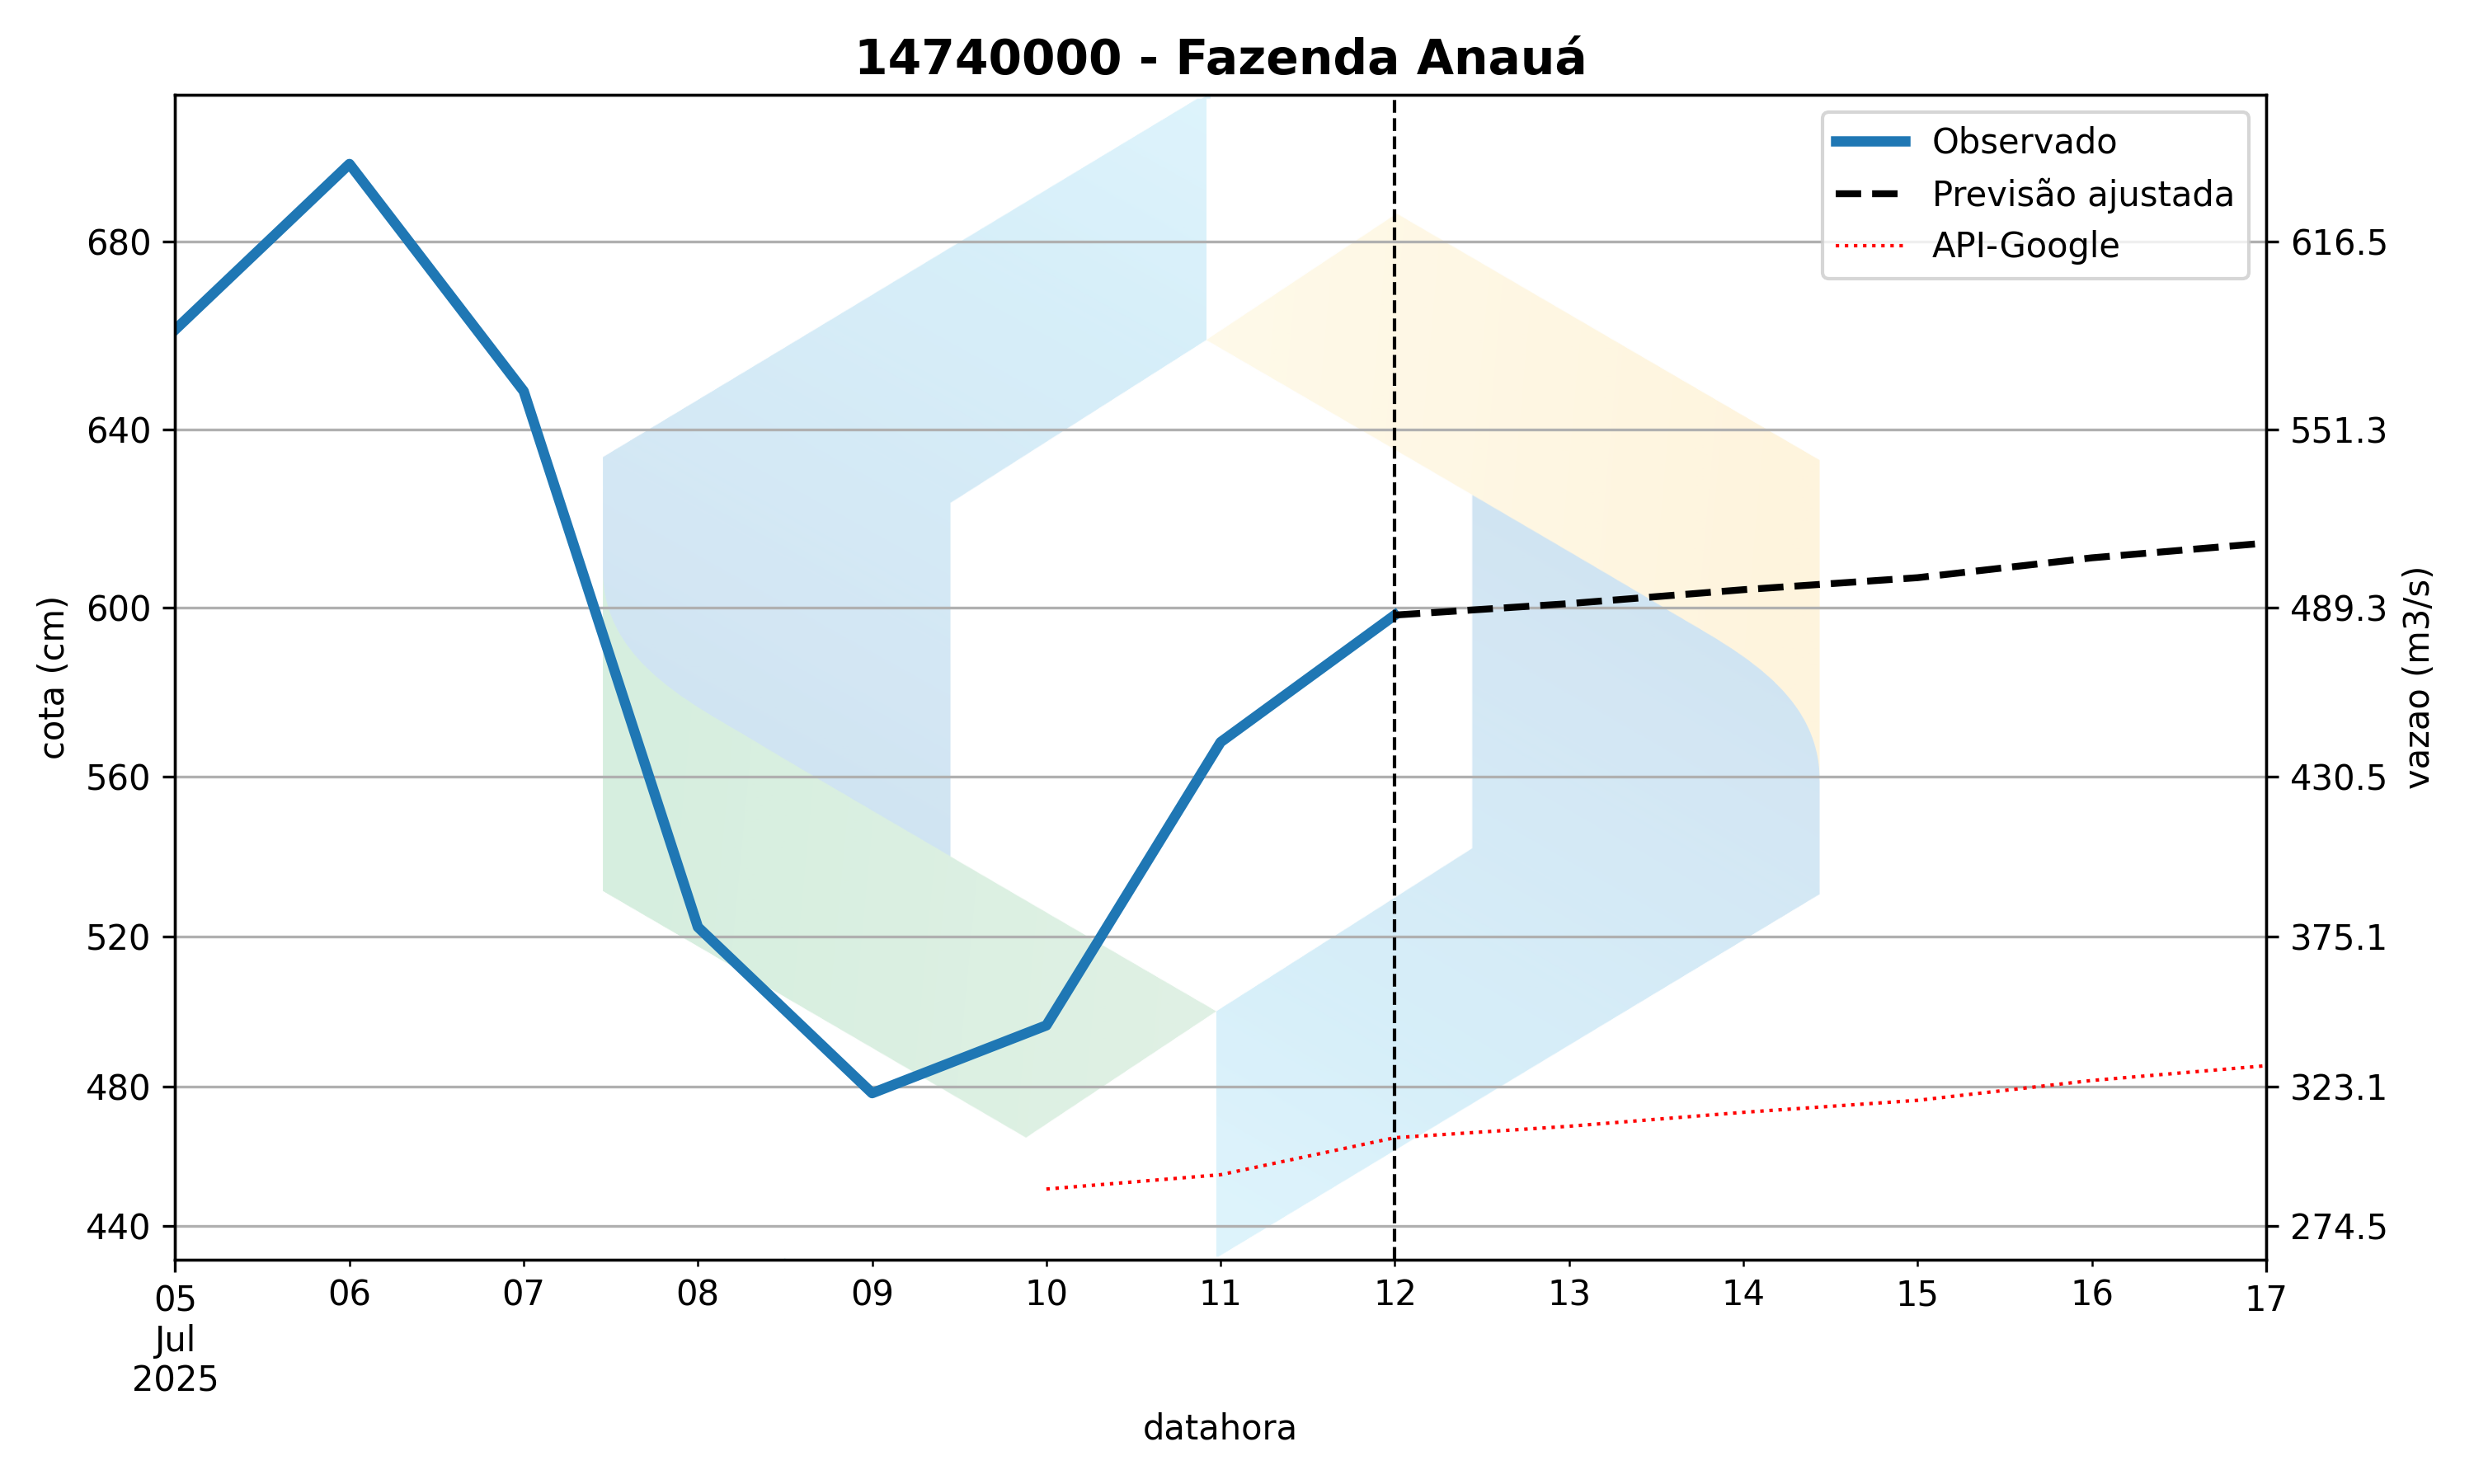 14740000 - Fazenda Anauá
Observado
Previsão ajustada
API-Google
680
640
600
560
520
480
440
cota (cm)
616.5
551.3
489.3
430.5
375.1
323.1
274.5
vazao (m3/s)
05 06 07 08 09 10 11 12 13 14 15 16 17
Jul
2025
datahora